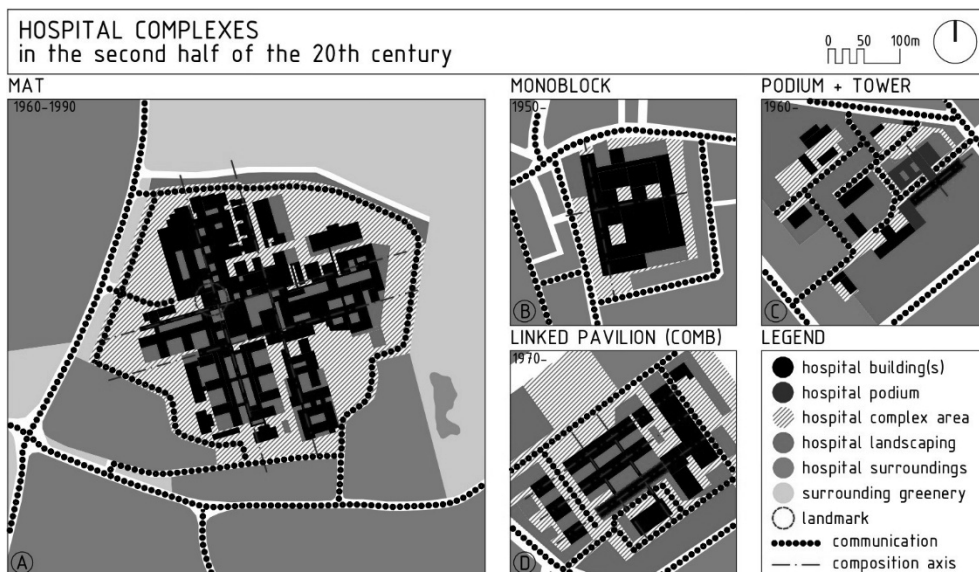 HOSPITAL COMPLEXES
in the second half of the 20th century
0 50 100m
MAT
1960-1990
A
MONOBLOCK
1950-
B
PODIUM + TOWER
1960-
C
LINKED PAVILION (COMB)
1970-
D
LEGEND
hospital building(s)
hospital podium
hospital complex area
hospital landscaping
hospital surroundings
surrounding greenery
landmark
communication
composition axis